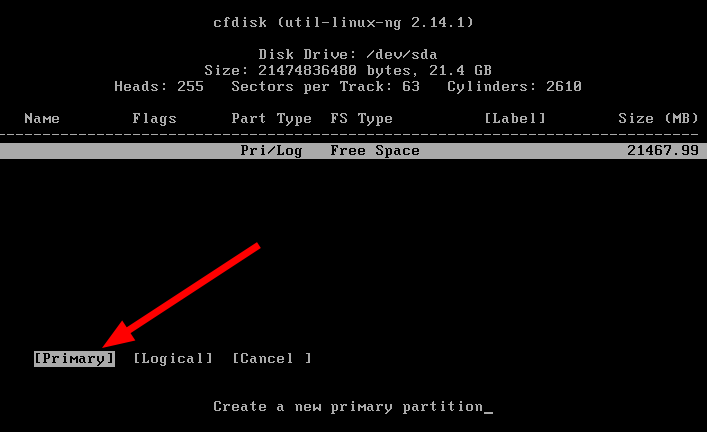 cfdisk (util-linux-ng 2.14.1)
Disk Drive: /dev/sda
Size: 21474836480 bytes, 21.4 GB
Heads: 255 Sectors per Track: 63 Cylinders: 2610
Name Flags Part Type FS Type [Label] Size (MB)
Pri/Log Free Space 21467.99
[Primary] [Logical] [Cancel ]
Create a new primary partition_